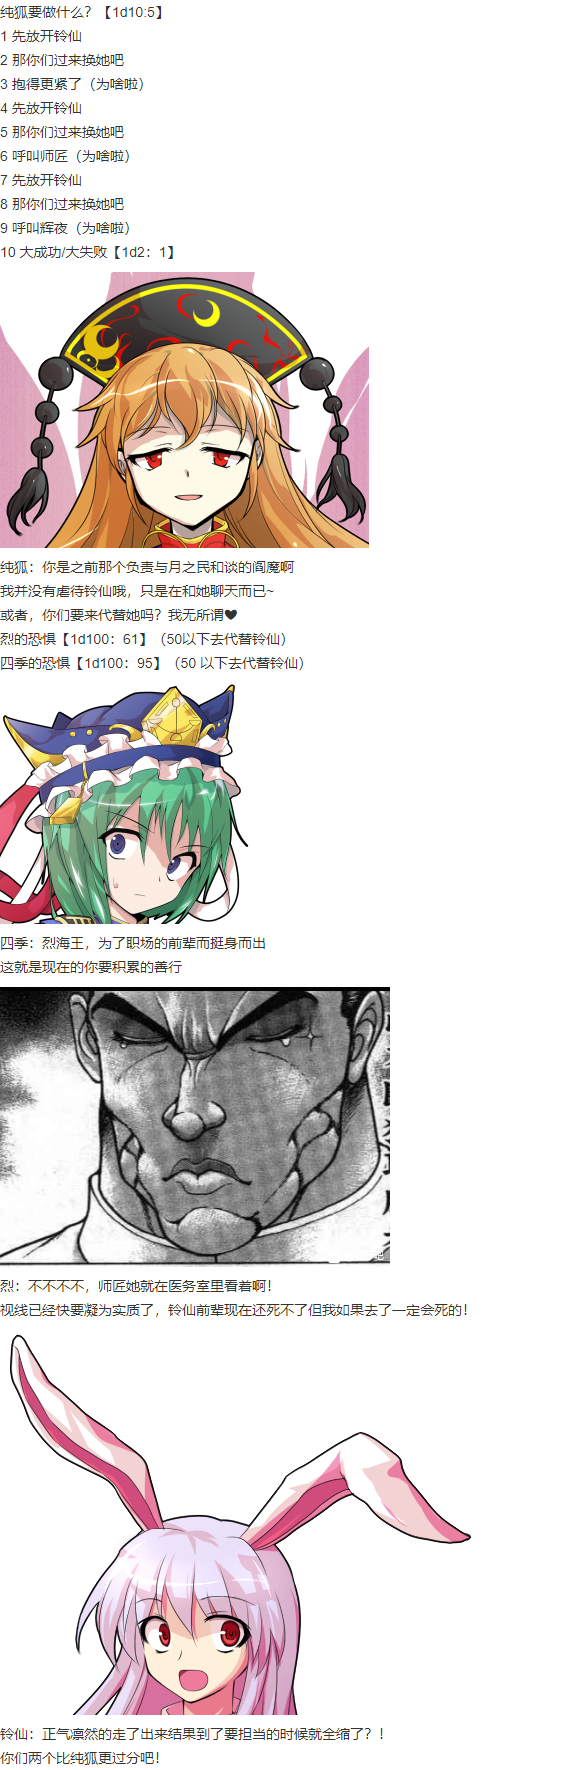 纯狐要做什么？【1d10:5】
1 先放开铃仙
2 那你们过来换她吧
3 抱得更紧了（为啥啦）
4 先放开铃仙
5 那你们过来换她吧
6 呼叫师匠（为啥啦）
7 先放开铃仙
8 那你们过来换她吧
9 呼叫辉夜（为啥啦）
10 大成功/大失败【1d2：1】
纯狐：你是之前那个负责与月之民和谈的阎魔啊
我并没有虐待铃仙哦，只是在和她聊天而已~
或者，你们要来代替她吗？我无所谓♥
烈的恐惧【1d100：61】（50以下去代替铃仙）
四季的恐惧【1d100：95】（50 以下去代替铃仙）
四季：烈海王，为了职场的前辈而挺身而出
这就是现在的你要积累的善行
烈：不不不不，师匠她就在医务室里看着啊！
视线已经快要凝为实质了，铃仙前辈现在还死不了但我如果去了一定会死的！
铃仙：正气凛然的走了出来结果到了要担当的时候就全缩了？！
你们两个比纯狐更过分吧！